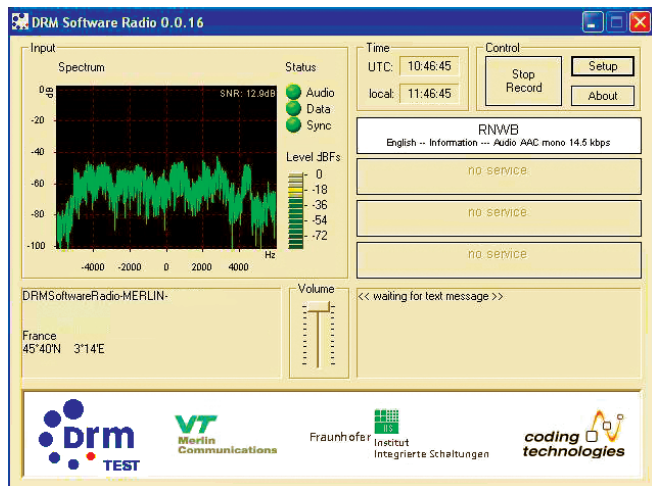 DRM Software Radio 0.0.16
Input
Spectrum
Status
SNR: 12.9dB
dB
0
-20
-40
-60
-80
-100
-4000 -2000 0 2000 4000
Hz
Audio
Data
Sync
Level dBFs
0
-18
-36
-54
-72
Time
UTC: 10:46:45
local: 11:46:45
Control
Stop
Record
Setup
About
RNWB
English -- Information --- Audio AAC mono 14.5 kbps
no service
no service
no service
DRMSoftwareRadio-MERLIN-
France
45°40'N 3°14'E
Volume
<< waiting for text message >>
Drm
TEST
VT
Merlin
Communications
Fraunhofer
IIS
Institut
Integrierte Schaltungen
coding
technologies